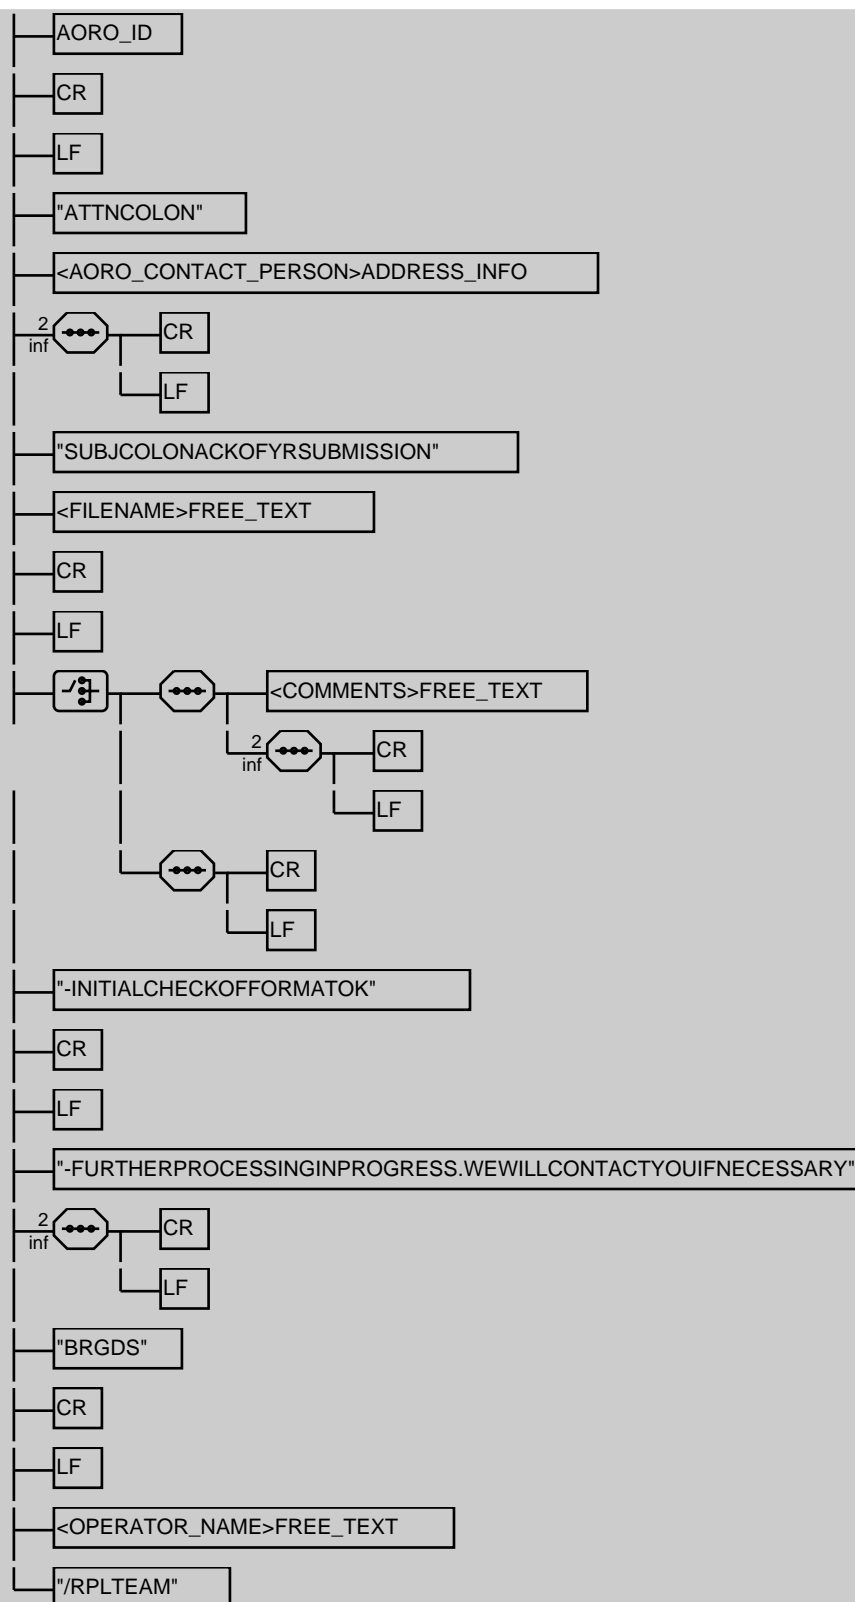 AORO_ID
CR
LF
"ATTNCOLON"
<AORO_CONTACT_PERSON>ADDRESS_INFO
2
inf
CR
LF
"SUBJCOLONACKOFYRSUBMISSION"
<FILENAME>FREE_TEXT
CR
LF
<COMMENTS>FREE_TEXT
2
inf
CR
LF
CR
LF
"-INITIALCHECKOFFORMATOK"
CR
LF
"-FURTHERPROCESSINGINPROGRESS.WEWILLCONTACTYOUIFNECESSARY"
2
inf
CR
LF
"BRGDS"
CR
LF
<OPERATOR_NAME>FREE_TEXT
"/RPLTEAM"